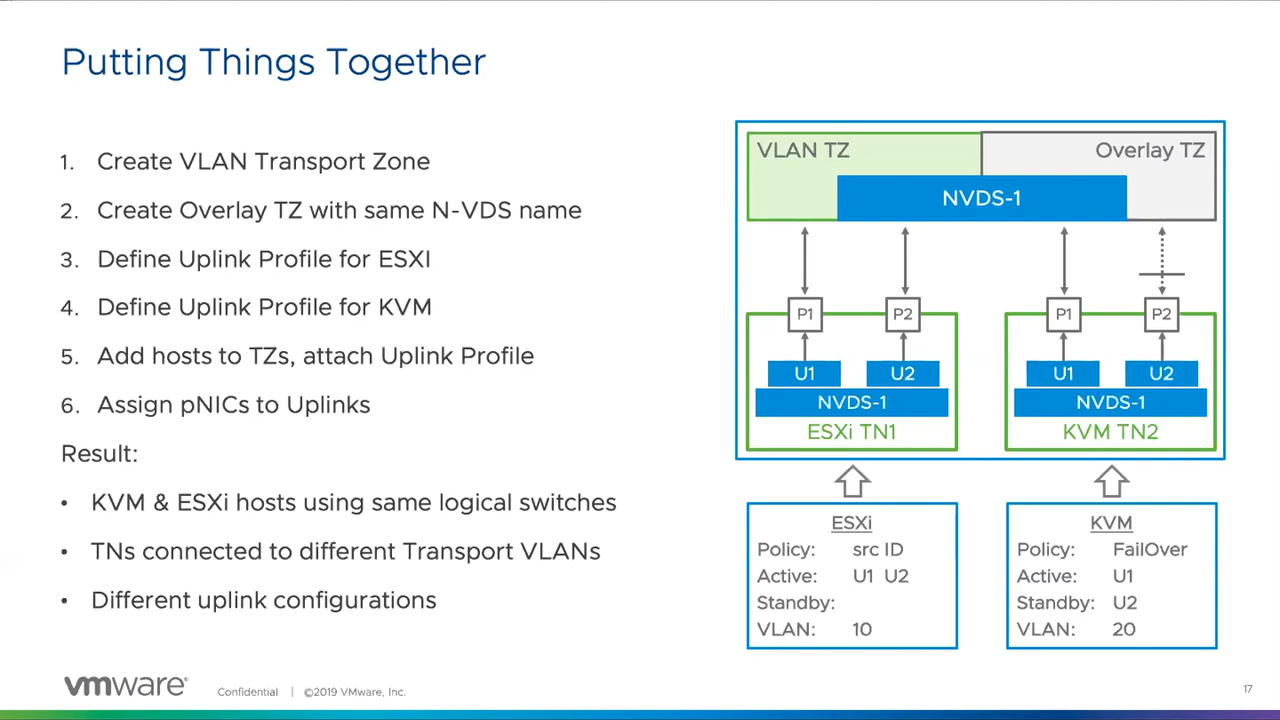 Putting Things Together
1. Create VLAN Transport Zone
2. Create Overlay TZ with same N-VDS name
3. Define Uplink Profile for ESXI
4. Define Uplink Profile for KVM
5. Add hosts to TZs, attach Uplink Profile
6. Assign pNICs to Uplinks
Result:
• KVM & ESXi hosts using same logical switches
• TNs connected to different Transport VLANs
• Different uplink configurations
VLAN TZ
Overlay TZ
NVDS-1
P1
P2
P1
P2
U1
U2
U1
U2
NVDS-1
NVDS-1
ESXi TN1
KVM TN2
ESXi
Policy: src ID
Active: U1 U2
Standby:
VLAN: 10
KVM
Policy: FailOver
Active: U1
Standby: U2
VLAN: 20
vmware®
Confidential | ©2019 VMware, Inc.
17